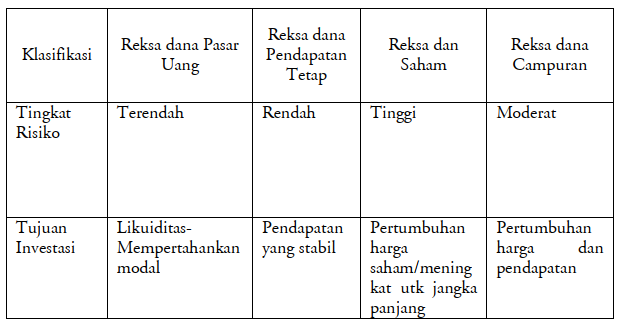 Klasifikasi
Reksa dana Pasar
Uang
Reksa dana
Pendapatan
Tetap
Reksa dan
Saham
Reksa dana
Campuran
Tingkat
Risiko
Terendah
Rendah
Tinggi
Moderat
Tujuan
Investasi
Likuiditas-
Mempertahankan
modal
Pendapatan
yang stabil
Pertumbuhan
harga
saham/mening
kat utk jangka
panjang
Pertumbuhan
harga dan
pendapatan